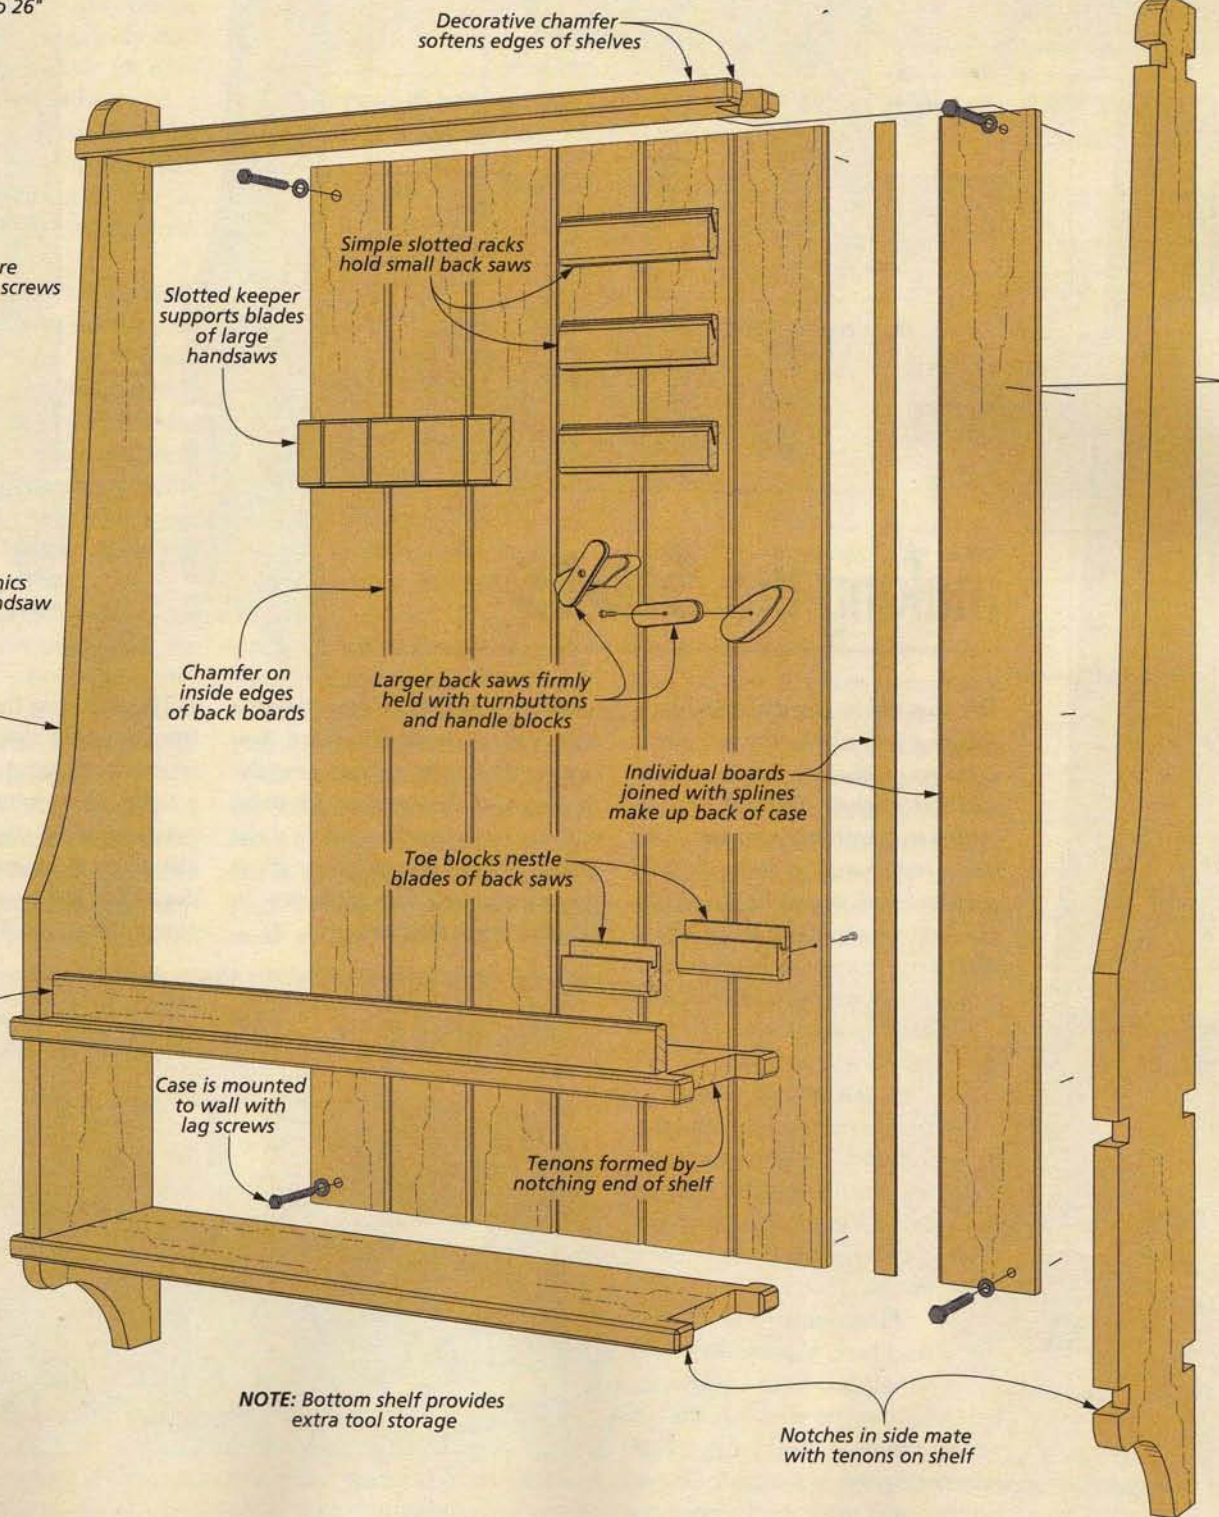 26"
Decorative chamfer
softens edges of shelves
Simple slotted racks
hold small back saws
screws
Slotted keeper
supports blades
of large
handsaws
Chamfer on
inside edges
of back boards
Larger back saws firmly
held with turnbuttons
and handle blocks
Individual boards
joined with splines
make up back of case
Toe blocks nestle
blades of back saws
Case is mounted
to wall with
lag screws
Tenons formed by
notching end of shelf
NOTE: Bottom shelf provides
extra tool storage
Notches in side mate
with tenons on shelf